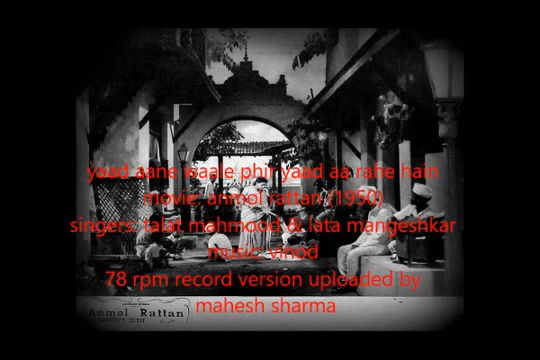 yaad aane waale phir yaad aa rahe hain
movie: anmol rattan (1950)
singers: talat mahmood & lata mangeshkar
music: vinod
78 rpm record version uploaded by
mahesh sharma
Anmol Rattan